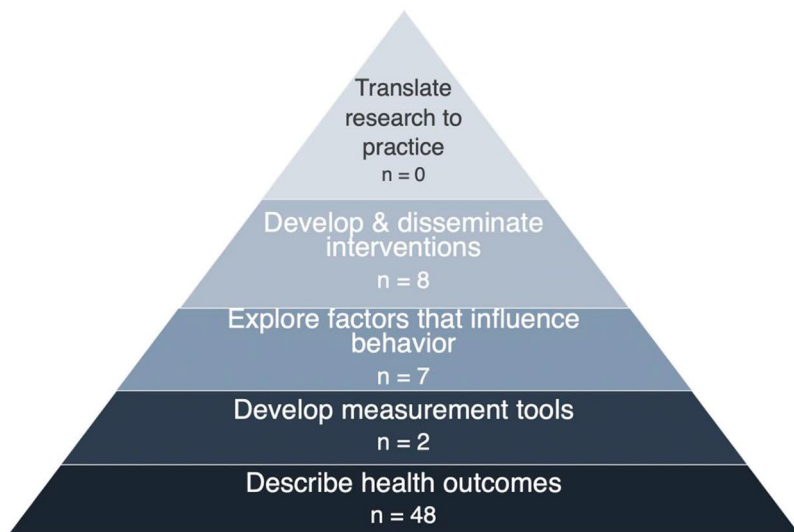 Translate
research to
practice
n = 0
Develop & disseminate
interventions
n = 8
Explore factors that influence
behavior
n = 7
Develop measurement tools
n = 2
Describe health outcomes
n = 48